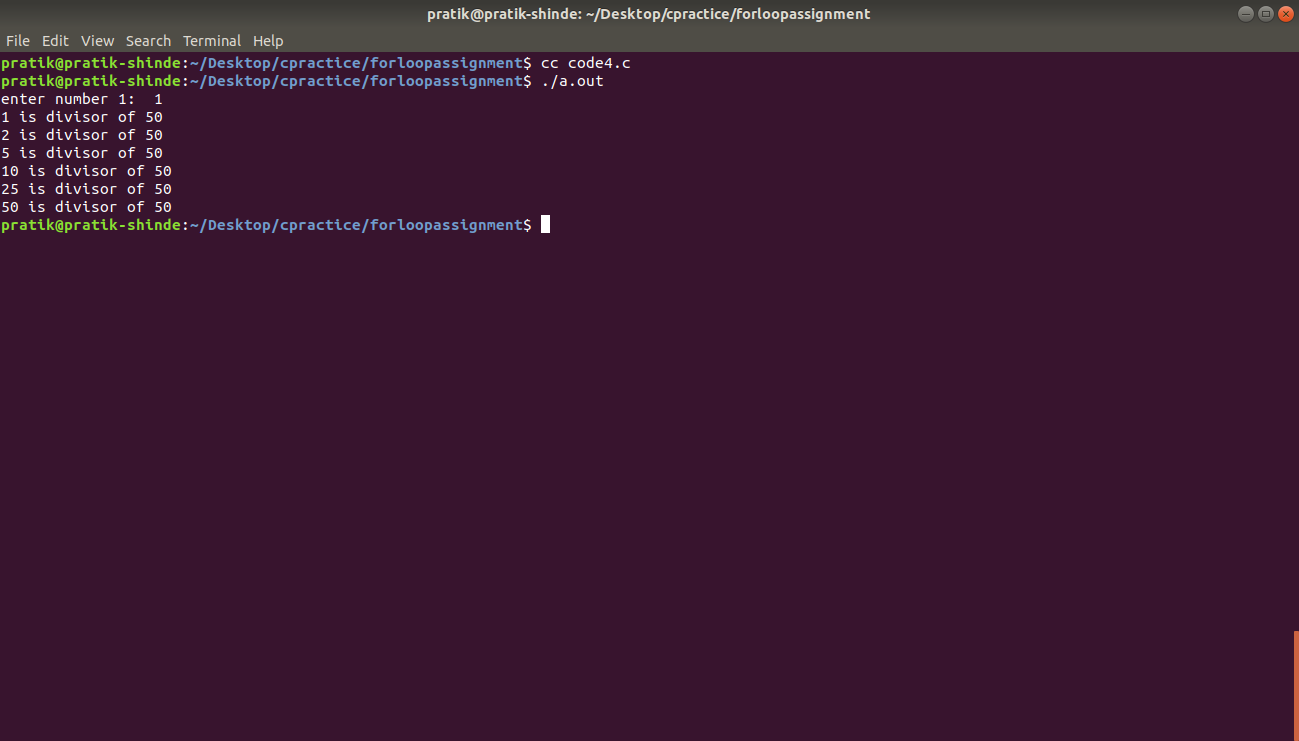 pratik@pratik-shinde: ~/Desktop/cpractice/forloopassignment
File Edit View Search Terminal Help
pratik@pratik-shinde:~/Desktop/cpractice/forloopassignment$ cc code4.c
pratik@pratik-shinde:~/Desktop/cpractice/forloopassignment$ ./a.out
enter number 1:  1
1 is divisor of 50
2 is divisor of 50
5 is divisor of 50
10 is divisor of 50
25 is divisor of 50
50 is divisor of 50
pratik@pratik-shinde:~/Desktop/cpractice/forloopassignment$